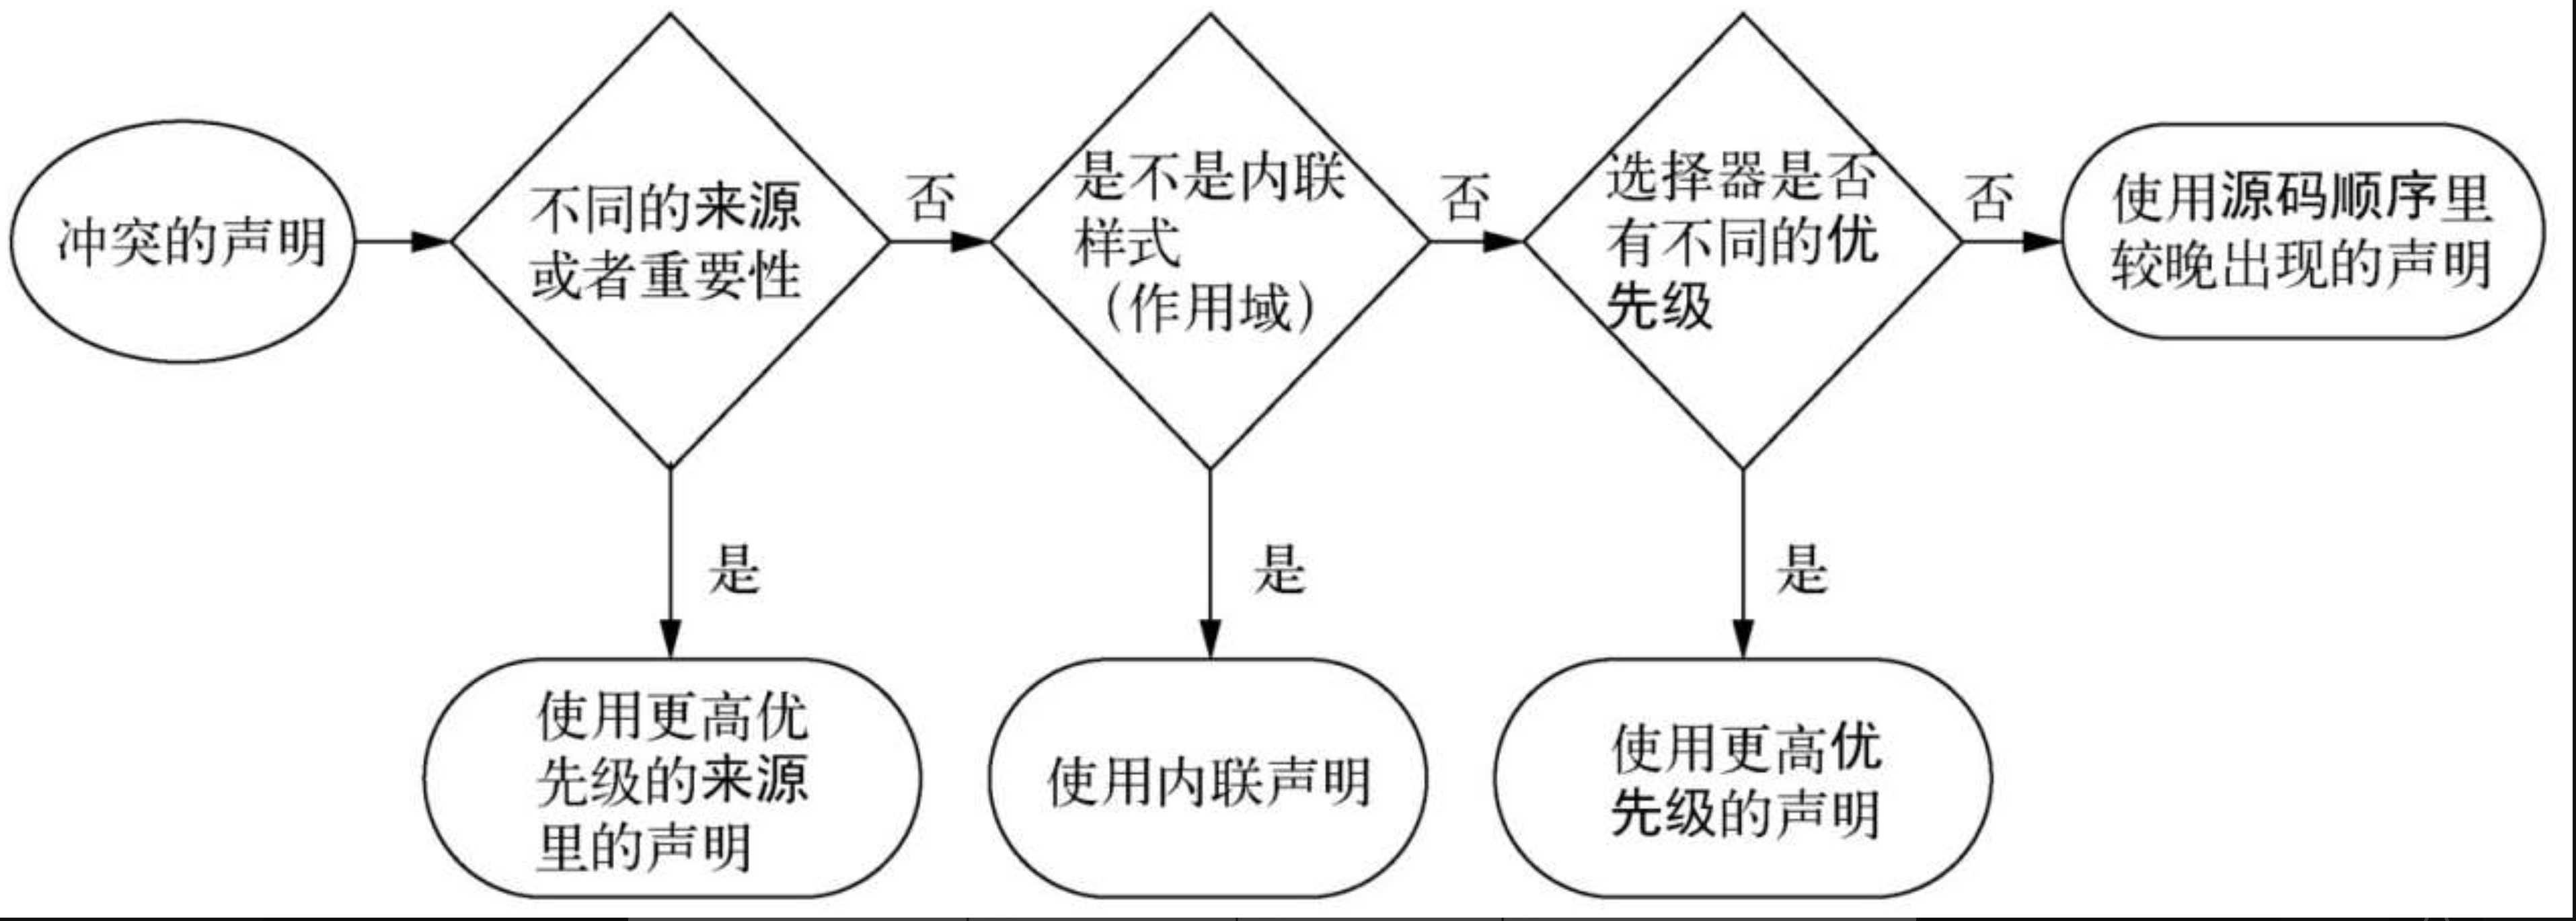 冲突的声明
不同的来源
或者重要性
否
是不是内联
样式
（作用域）
否
选择器是否
有不同的优
先级
否
使用源码顺序里
较晚出现的声明
是
使用更高优
先级的来源
里的声明
是
使用内联声明
是
使用更高优
先级的声明